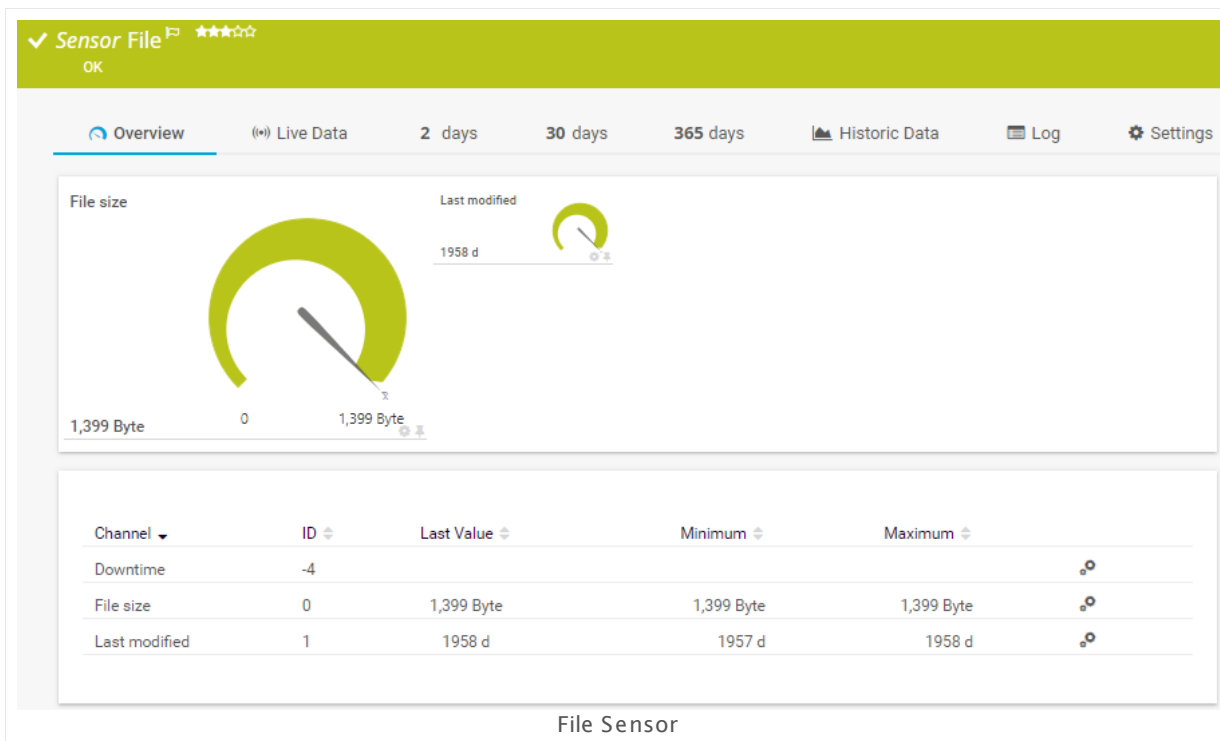 Sensor File
OK
Overview Live Data 2 days 30 days 365 days Historic Data Log Settings
File size
Last modified
1958 d
1,399 Byte
0
1,399 Byte
Channel ID Last Value Minimum Maximum
Downtime -4
File size 0 1,399 Byte 1,399 Byte 1,399 Byte
Last modified 1 1958 d 1957 d 1958 d
File Sensor